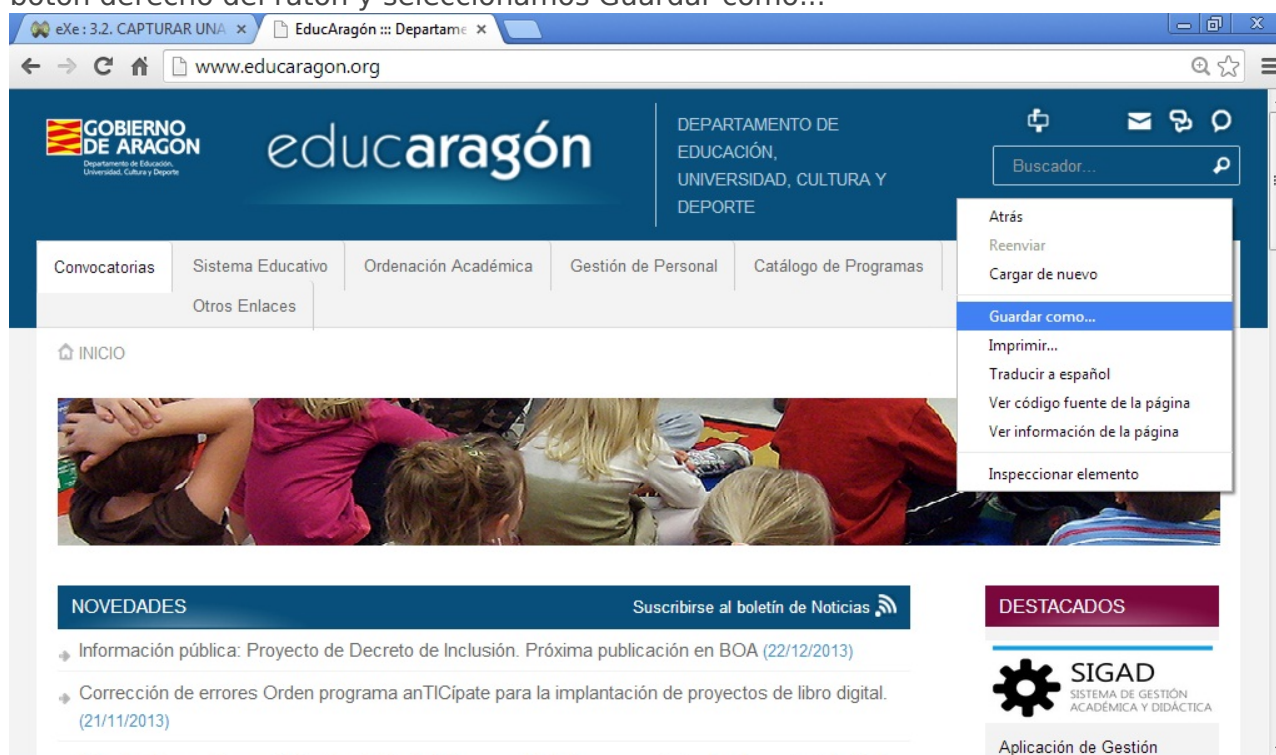 botón derecho del ratón y seleccionamos Guardar como...
eXe : 3.2. CAPTURAR UNA
EducAragón ::: Departame
www.educaragon.org
GOBIERNO
DE ARAGON
Departamento de Educación,
Universidad, Cultura y Deporte
educaragón
DEPARTAMENTO DE
EDUCACIÓN,
UNIVERSIDAD, CULTURA Y
DEPORTE
Buscador...
Convocatorias
Sistema Educativo
Ordenación Académica
Gestión de Personal
Catálogo de Programas
Otros Enlaces
Atrás
Reenviar
Cargar de nuevo
Guardar como...
Imprimir...
Traducir a español
Ver código fuente de la página
Ver información de la página
Inspeccionar elemento
INICIO
NOVEDADES
Suscribirse al boletín de Noticias
Información pública: Proyecto de Decreto de Inclusión. Próxima publicación en BOA (22/12/2013)
Corrección de errores Orden programa anTICípate para la implantación de proyectos de libro digital.
(21/11/2013)
DESTACADOS
SIGAD
SISTEMA DE GESTIÓN
ACADÉMICA Y DIDÁCTICA
Aplicación de Gestión